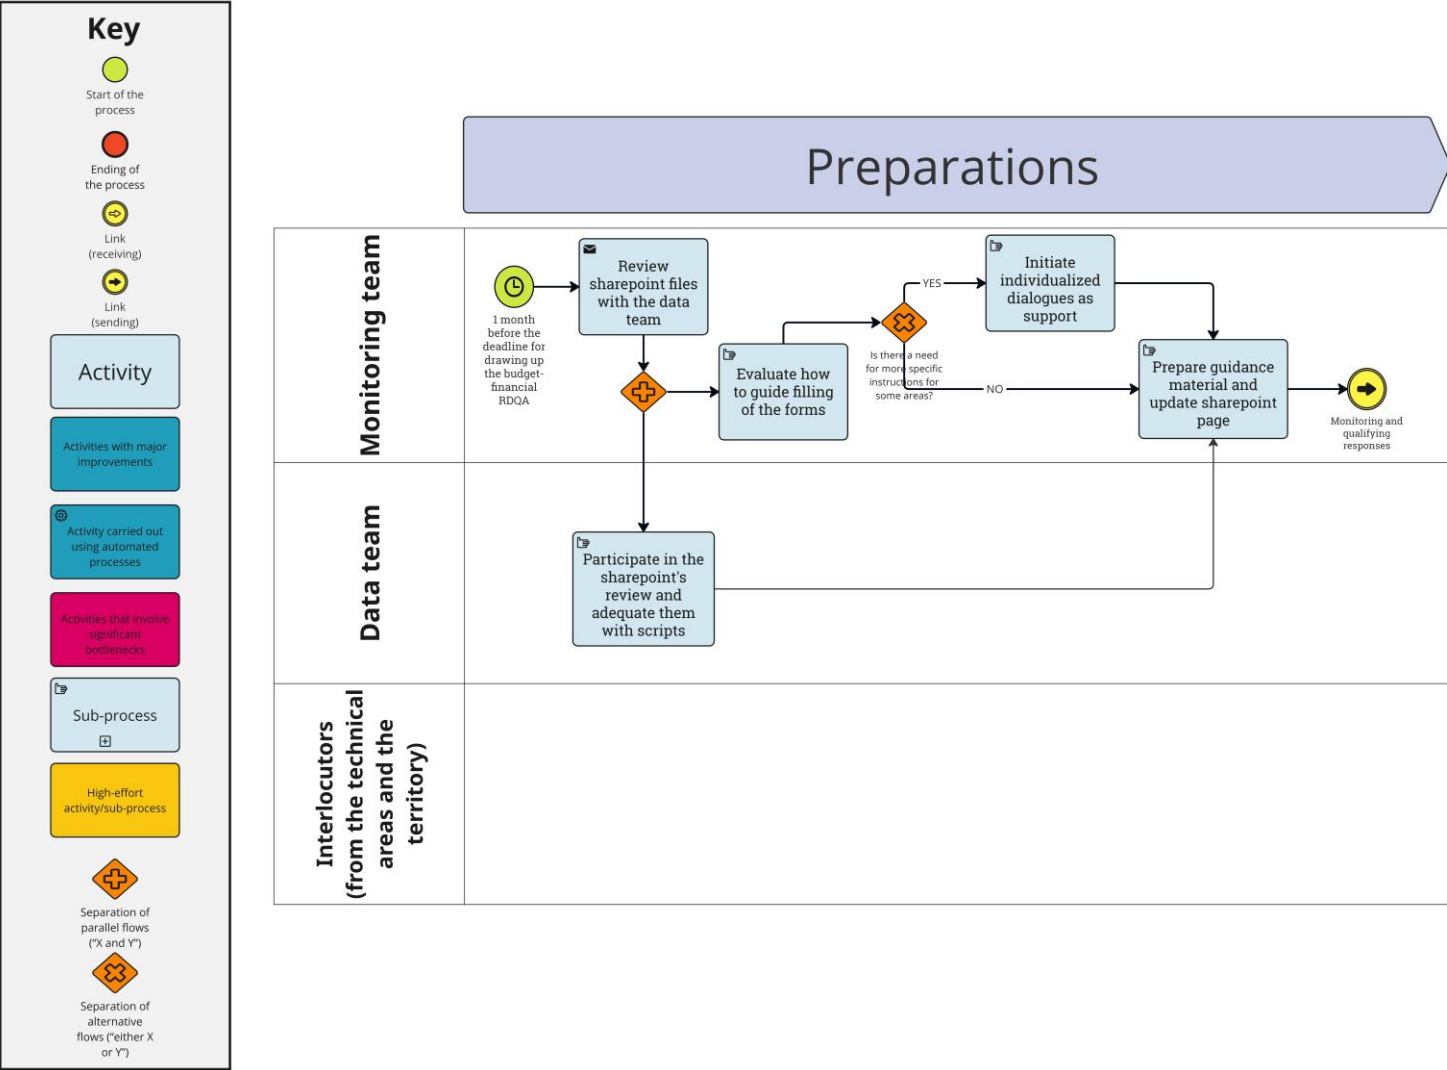 Key
Start of the
process
Ending of
the process
Link
(receiving)
Link
(sending)
Activity
Activities with major
improvements
Activity carried out
using automated
processes
Activities that involve
significant
bottlenecks
Sub-process
High-effort
activity/sub-process
Separation of
parallel flows
("X and Y")
Separation of
alternative
flows ("either X
or Y")
Preparations
Monitoring team
1 month
before the
deadline for
drawing up
the budget-
financial
RDQA
Review
sharepoint files
with the data
team
Evaluate how
to guide filling
of the forms
Is there a need
for more specific
instructions for
some areas?
YES
NO
Initiate
individualized
dialogues as
support
Prepare guidance
material and
update sharepoint
page
Monitoring and
qualifying
responses
Data team
Participate in the
sharepoint's
review and
adequate them
with scripts
Interlocutors
(from the technical
areas and the
territory)